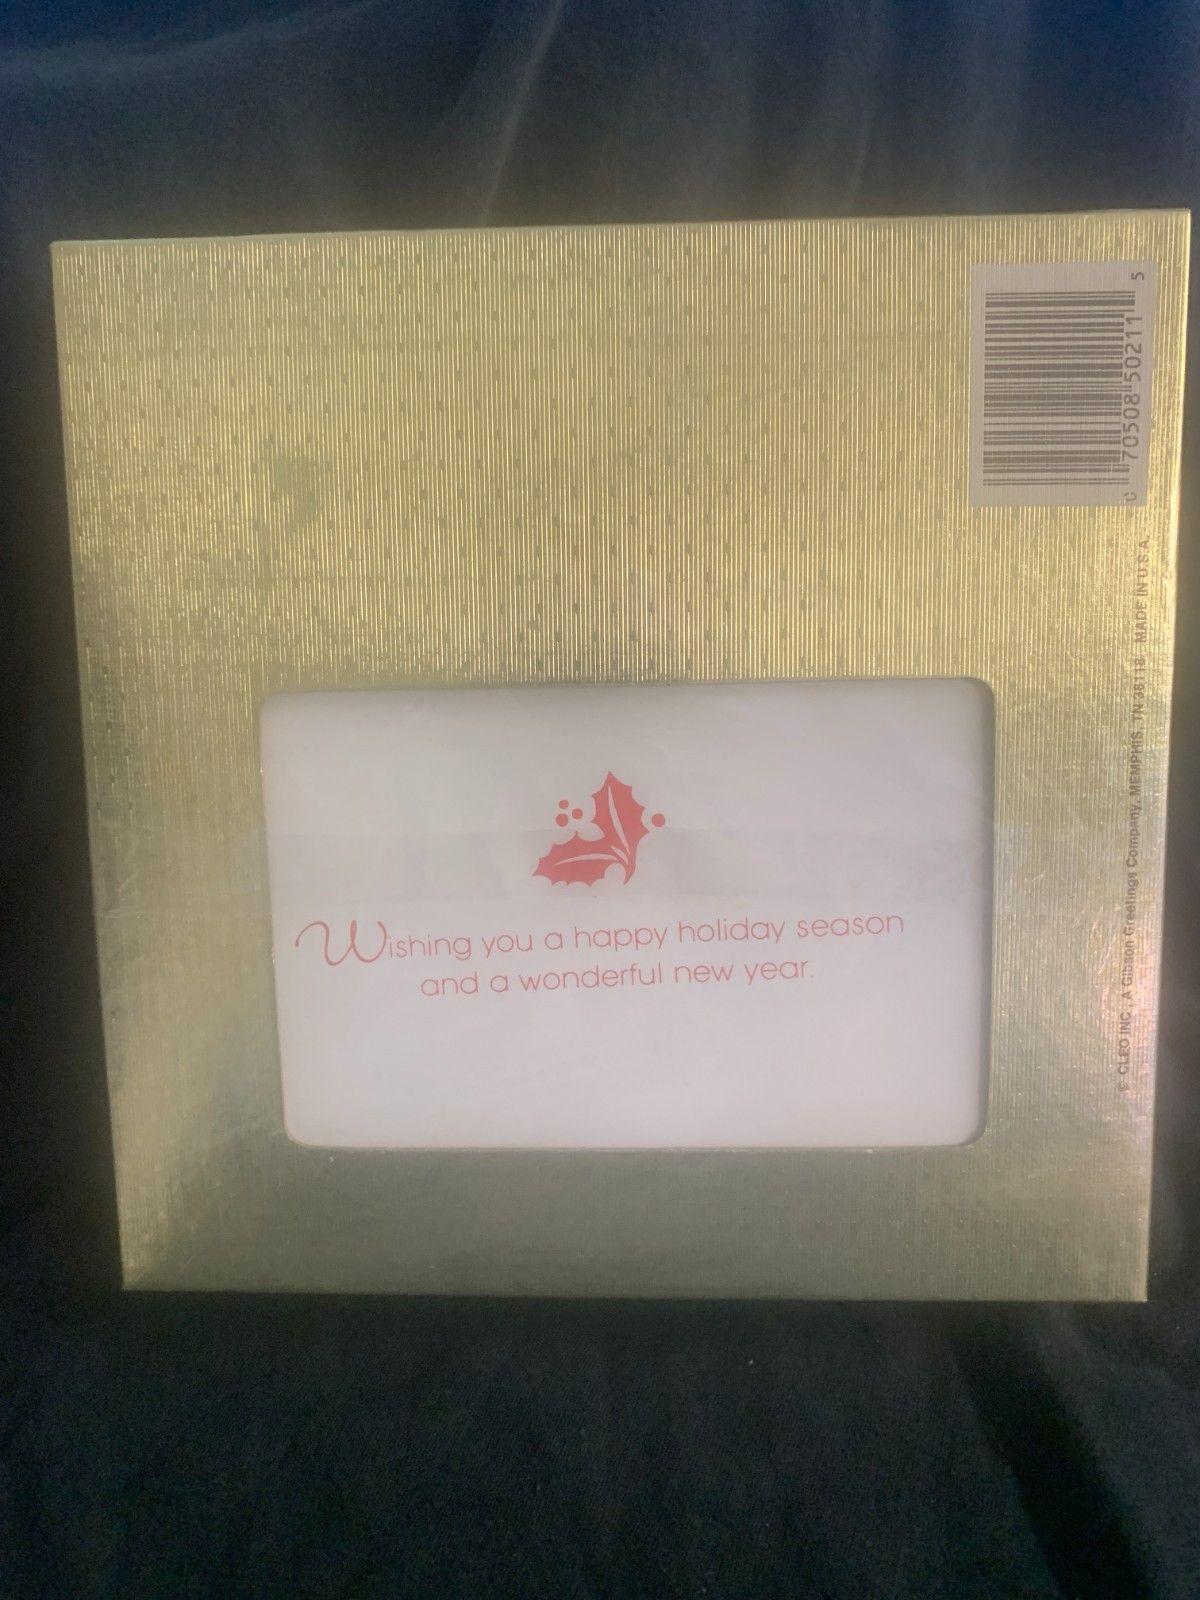 Wishing you a happy holiday season
and a wonderful new year.
0 70508 50211 5
© CLEO INC., A Gibson Greetings Company, MEMPHIS, TN 38118 MADE IN U.S.A.